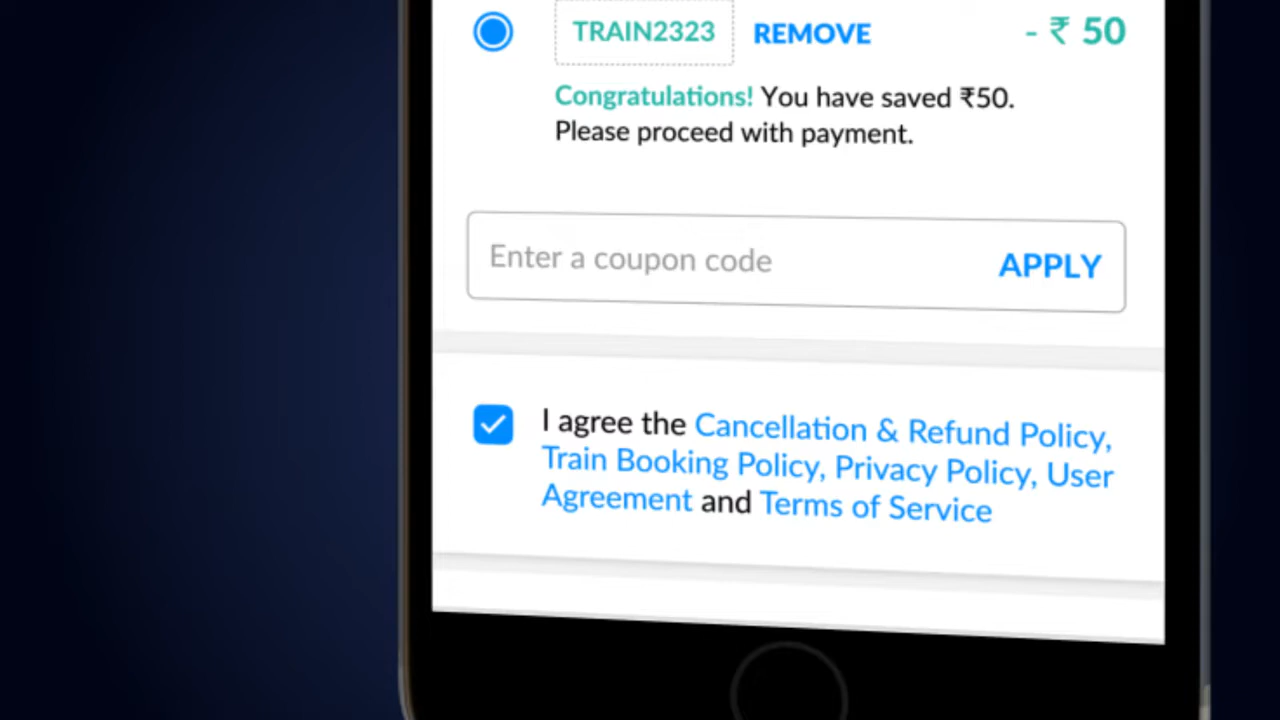 TRAIN2323 REMOVE - ₹ 50
Congratulations! You have saved ₹50.
Please proceed with payment.
Enter a coupon code APPLY
I agree the Cancellation & Refund Policy,
Train Booking Policy, Privacy Policy, User
Agreement and Terms of Service